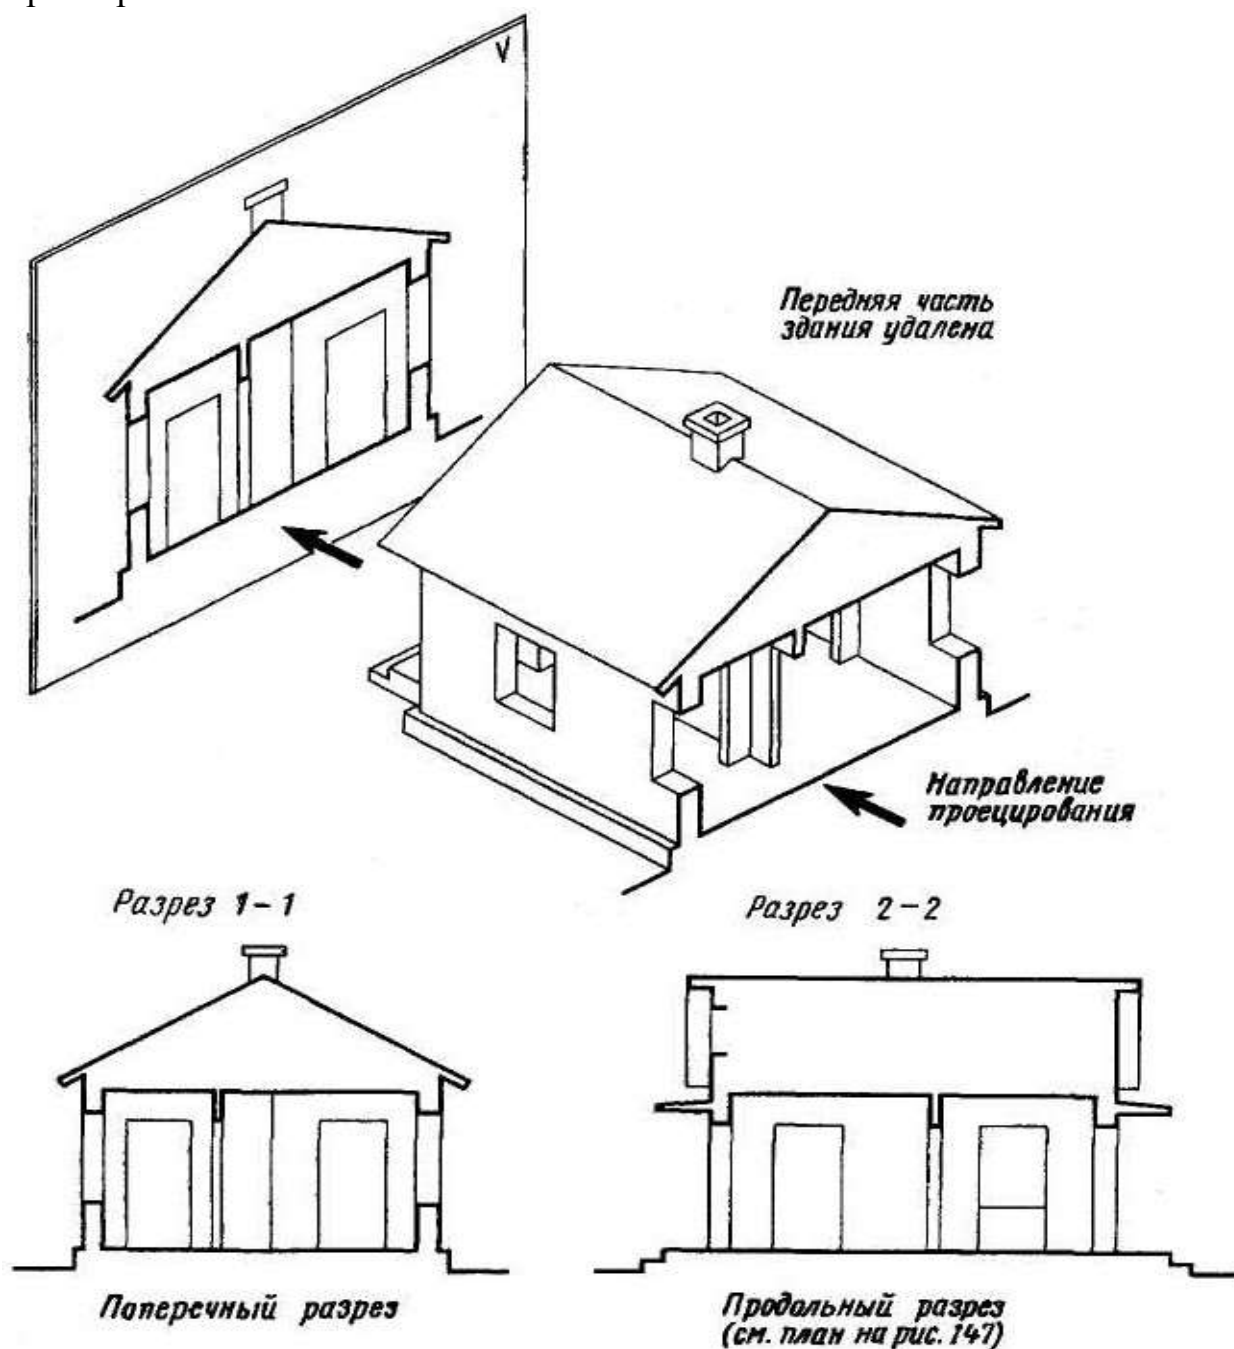 V
Передняя часть
здания удалена
Направление
проецирования
Разрез 1-1
Разрез 2-2
Поперечный разрез
Продольный разрез
(см. план на рис. 147)